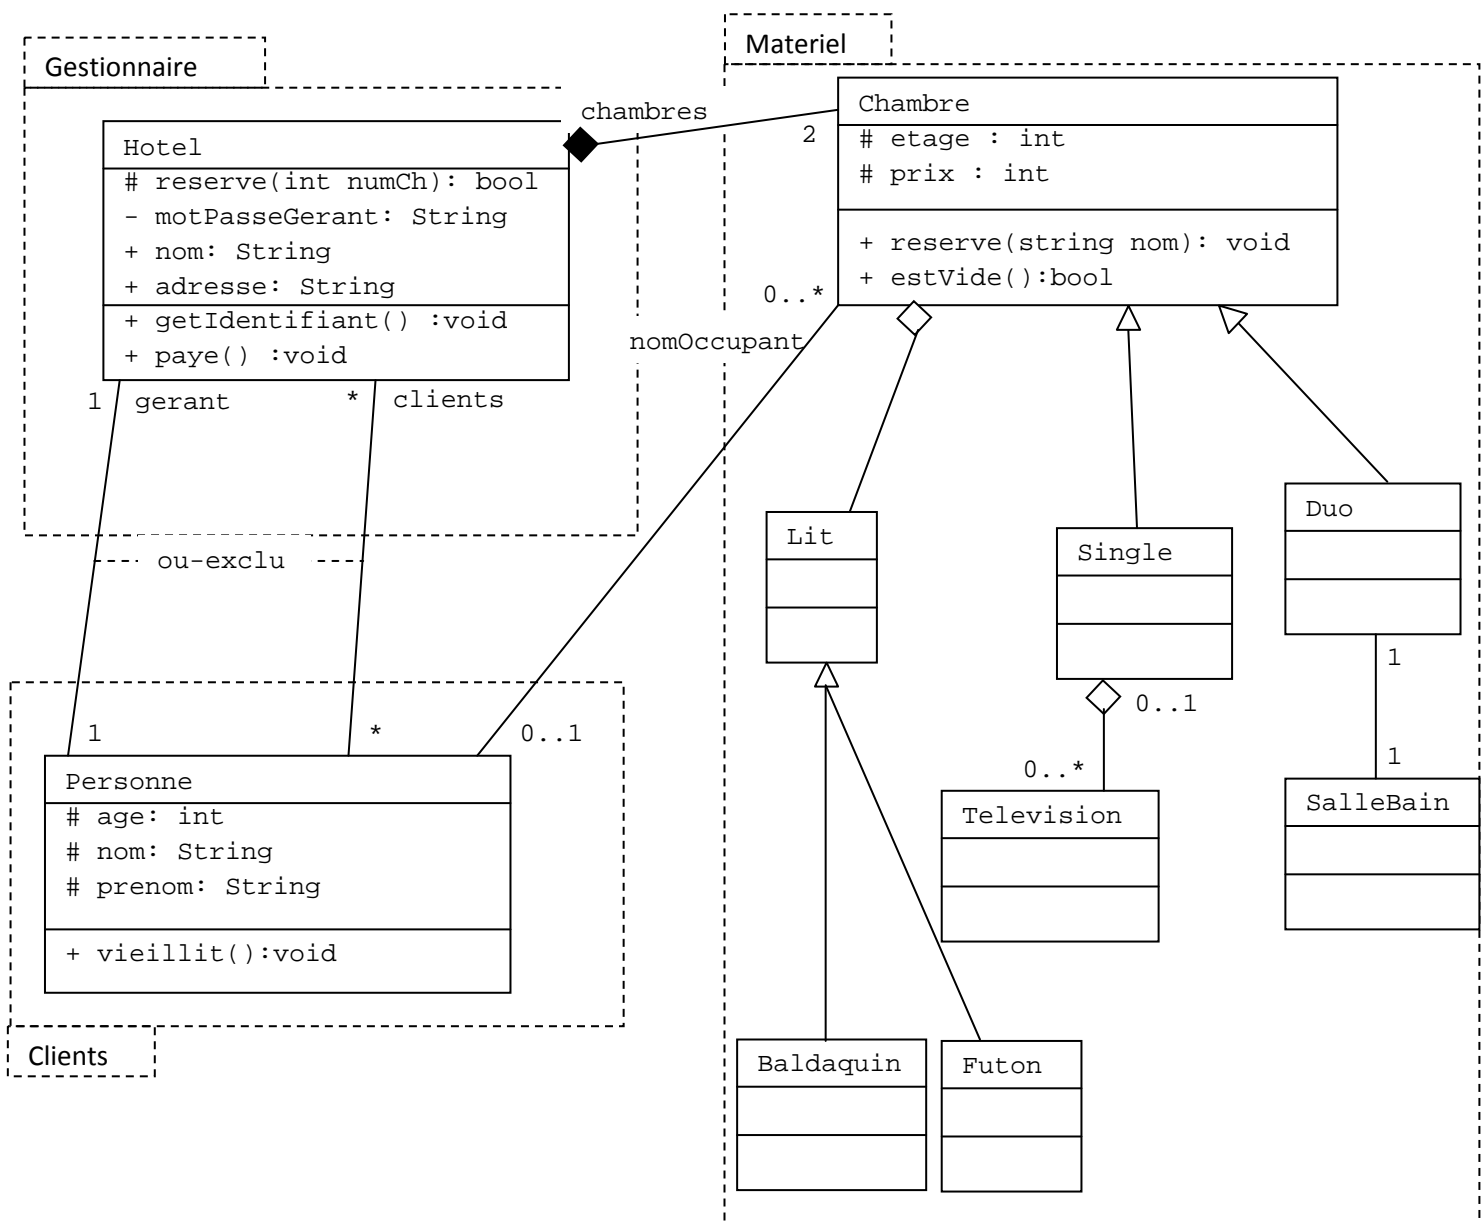 Gestionnaire
Materiel
chambres
2
Hotel
# reserve(int numCh): bool
- motPasseGerant: String
+ nom: String
+ adresse: String
+ getIdentifiant() :void
+ paye() :void
Chambre
# etage : int
# prix : int
+ reserve(string nom): void
+ estVide():bool
0..*
nomOccupant
1 gerant
* clients
ou-exclu
Lit
Single
Duo
1
0..1
1
*
0..1
0..*
1
Personne
# age: int
# nom: String
# prenom: String
+ vieillit():void
Television
SalleBain
Clients
Baldaquin
Futon